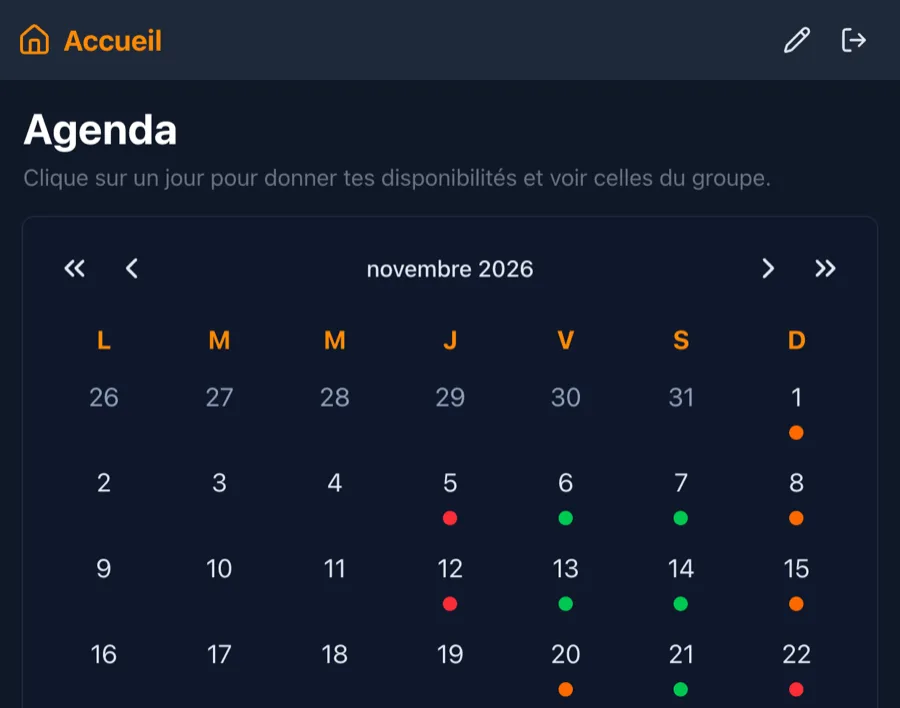 Accueil
Agenda
Clique sur un jour pour donner tes disponibilités et voir celles du groupe.
novembre 2026
L M M J V S D
26 27 28 29 30 31 1
2 3 4 5 6 7 8
9 10 11 12 13 14 15
16 17 18 19 20 21 22